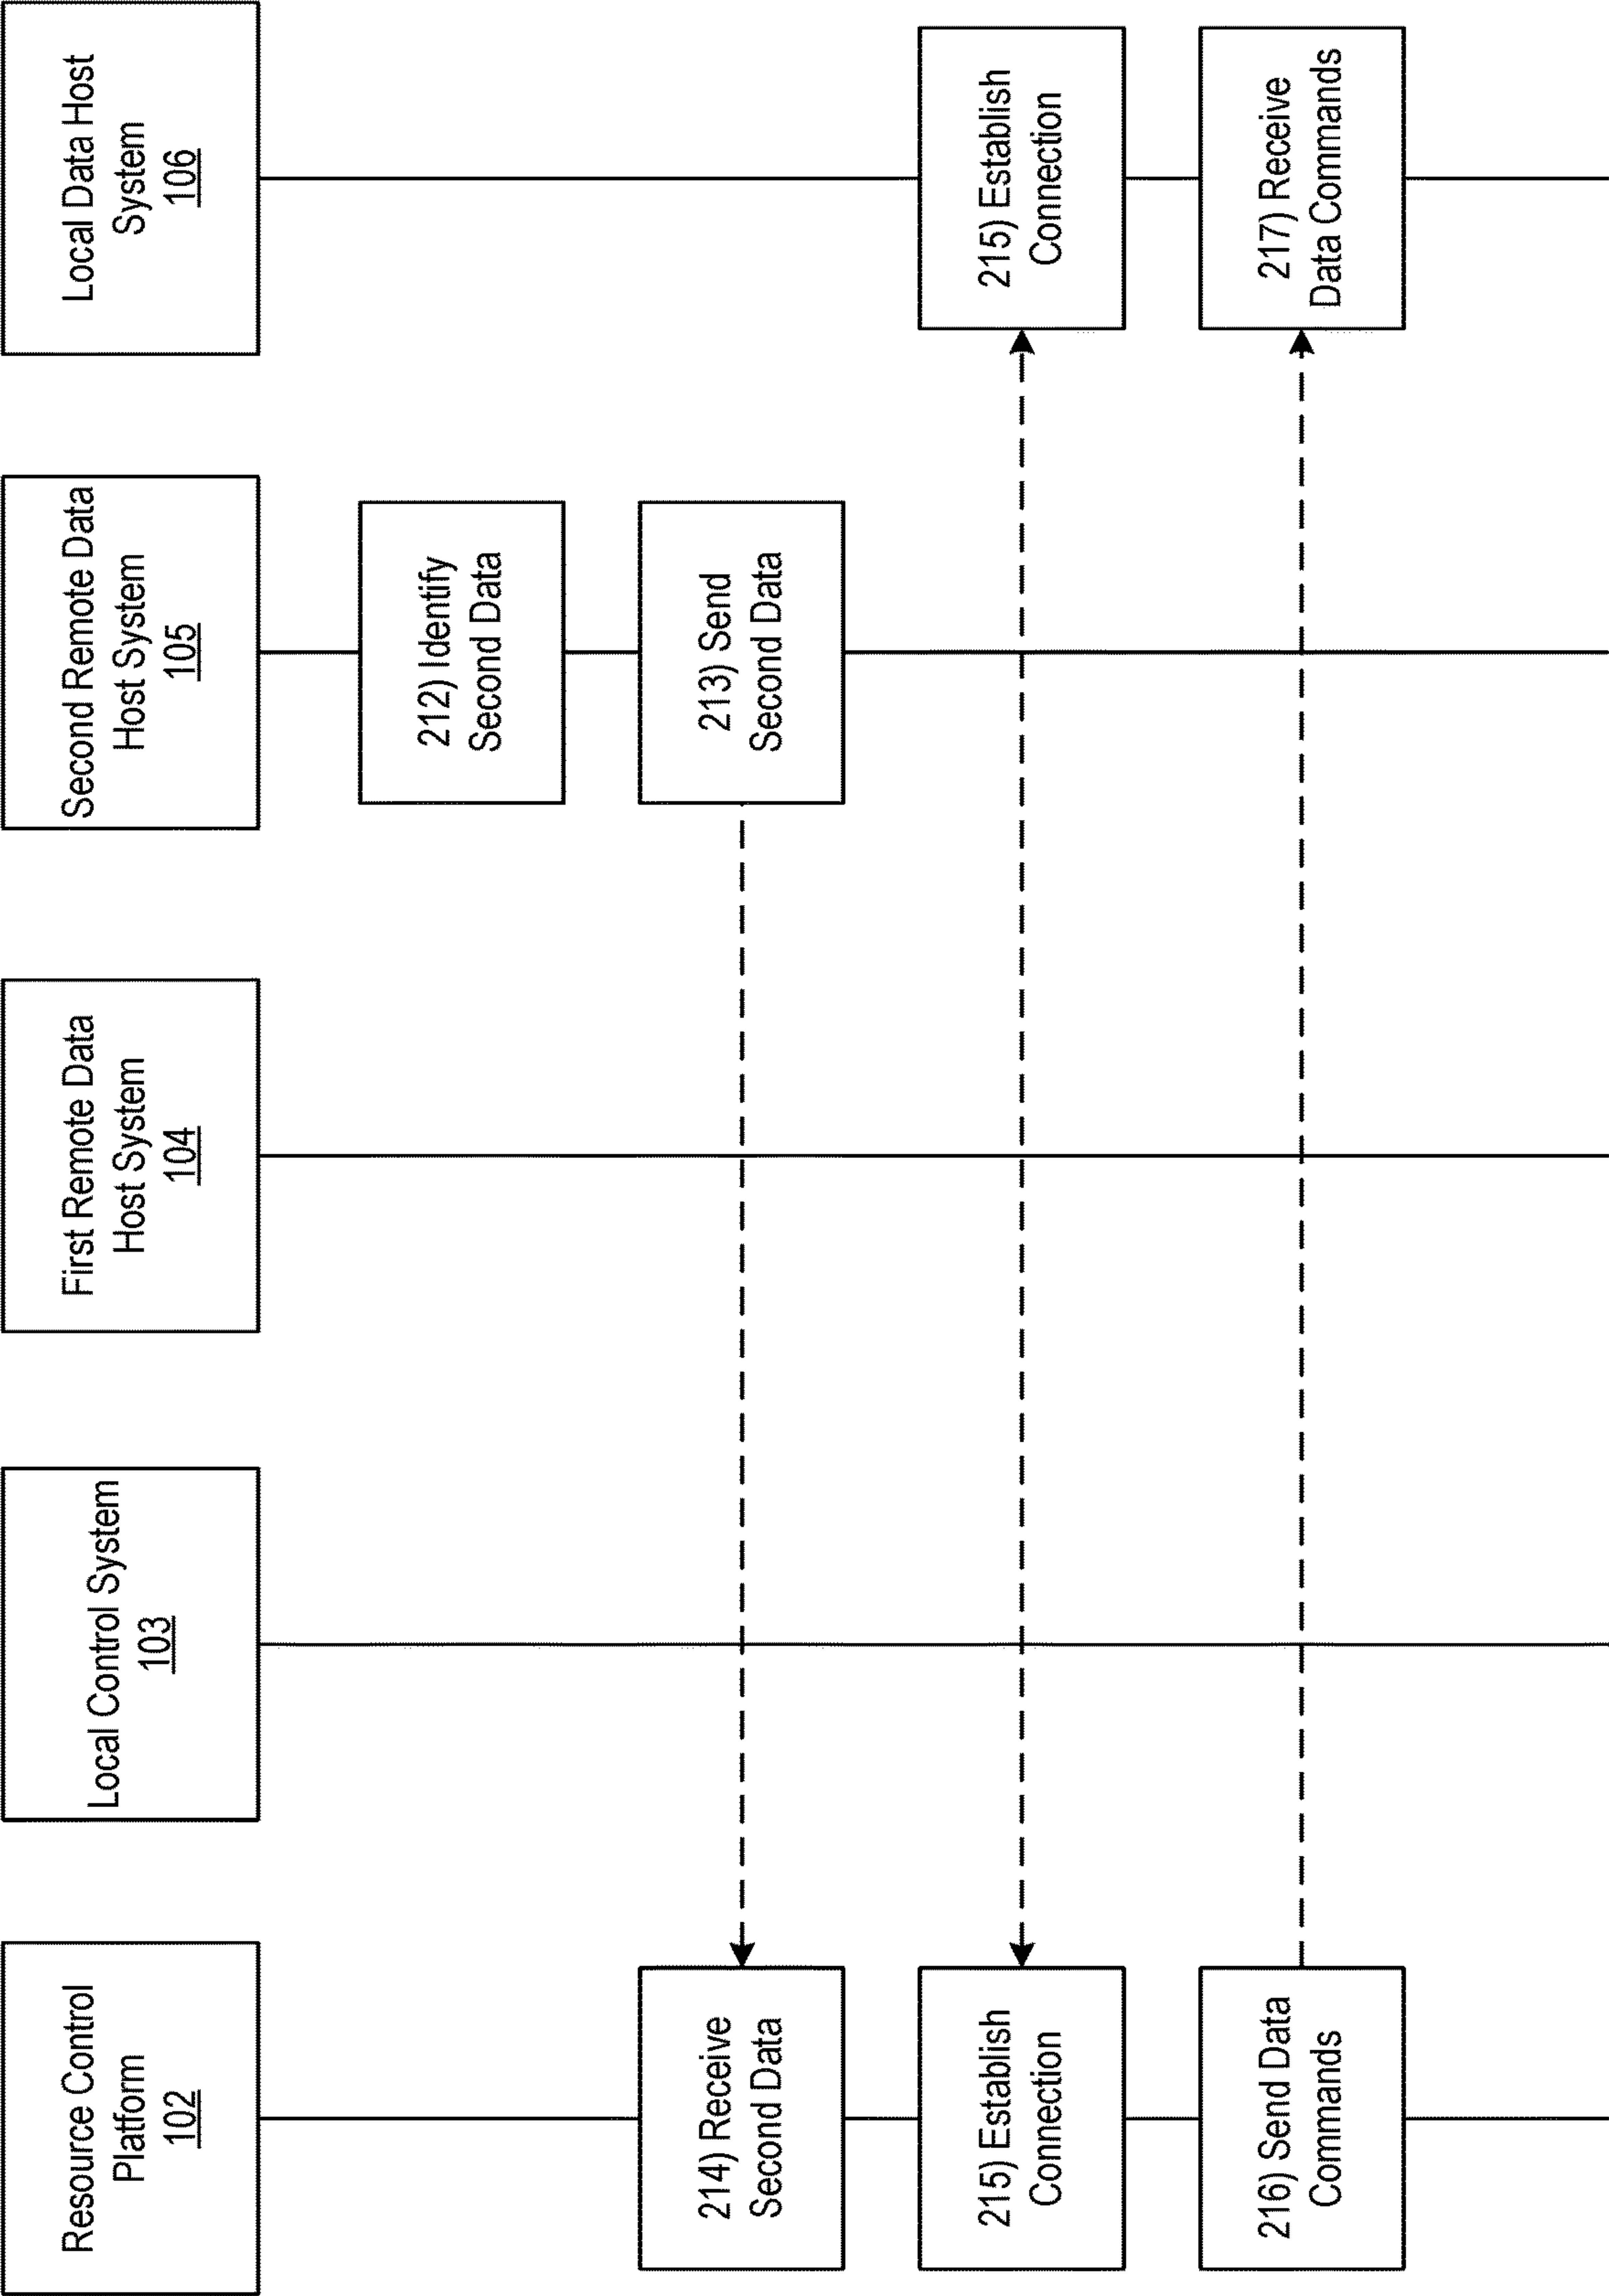 Resource Control
Platform
102
Local Control System
103
First Remote Data
Host System
104
Second Remote Data
Host System
105
Local Data Host
System
106
212) Identify
Second Data
213) Send
Second Data
214) Receive
Second Data
215) Establish
Connection
215) Establish
Connection
216) Send Data
Commands
217) Receive
Data Commands